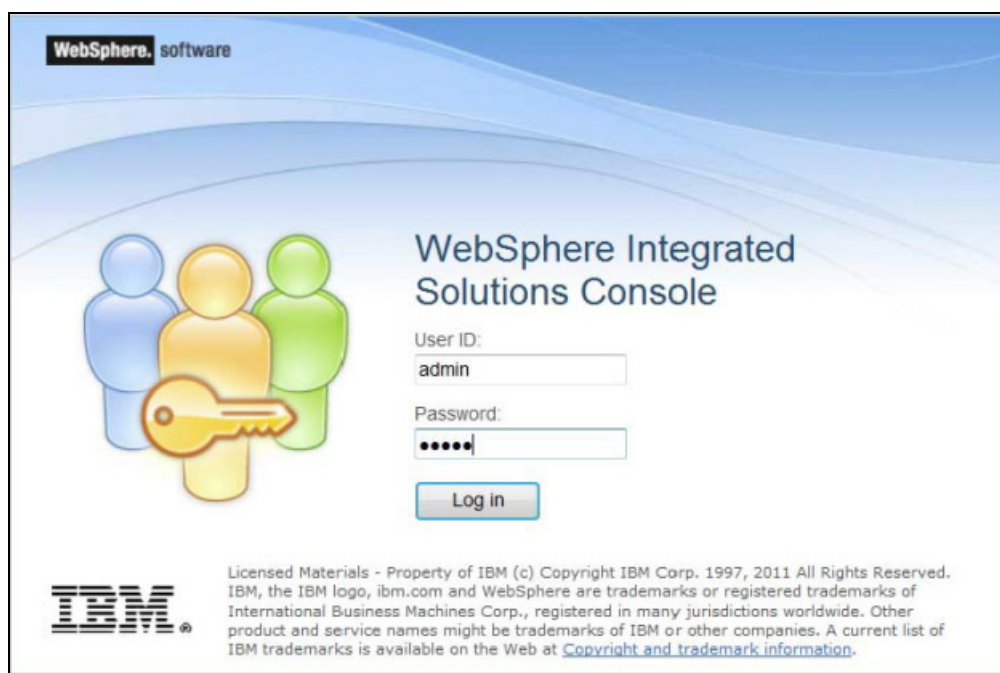 WebSphere. software
WebSphere Integrated
Solutions Console
User ID:
admin
Password:
•••••
Log in
Licensed Materials - Property of IBM (c) Copyright IBM Corp. 1997, 2011 All Rights Reserved.
IBM, the IBM logo, ibm.com and WebSphere are trademarks or registered trademarks of
International Business Machines Corp., registered in many jurisdictions worldwide. Other
product and service names might be trademarks of IBM or other companies. A current list of
IBM trademarks is available on the Web at Copyright and trademark information.
IBM®